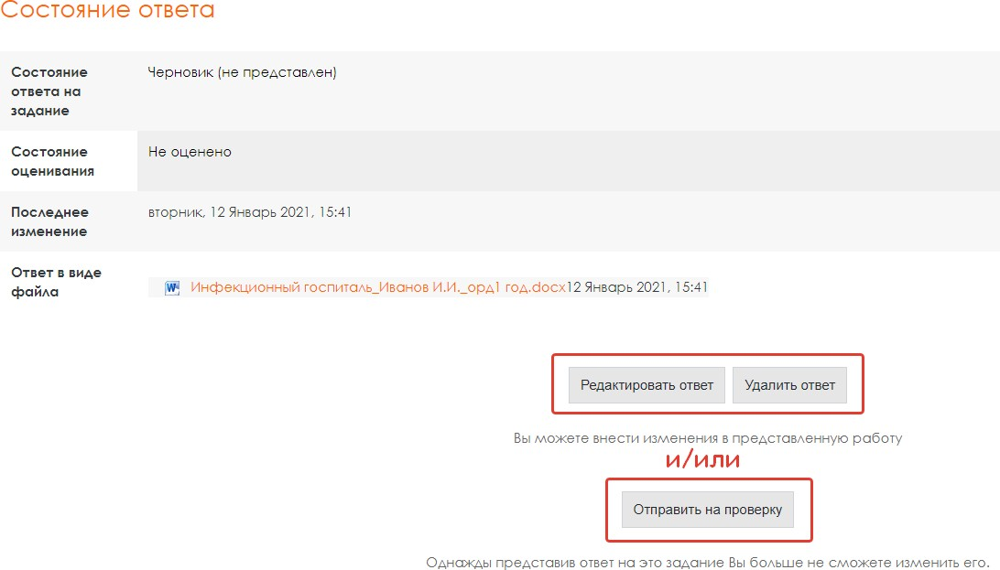 Состояние ответа
Состояние
ответа на
задание
Черновик (не представлен)
Состояние
оценивания
Не оценено
Последнее
изменение
вторник, 12 Январь 2021, 15:41
Ответ в виде
файла
Инфекционный госпиталь_Иванов И.И._орд1 год.docx12 Январь 2021, 15:41
Редактировать ответ Удалить ответ
Вы можете внести изменения в представленную работу
и/или
Отправить на проверку
Однажды представив ответ на это задание Вы больше не сможете изменить его.